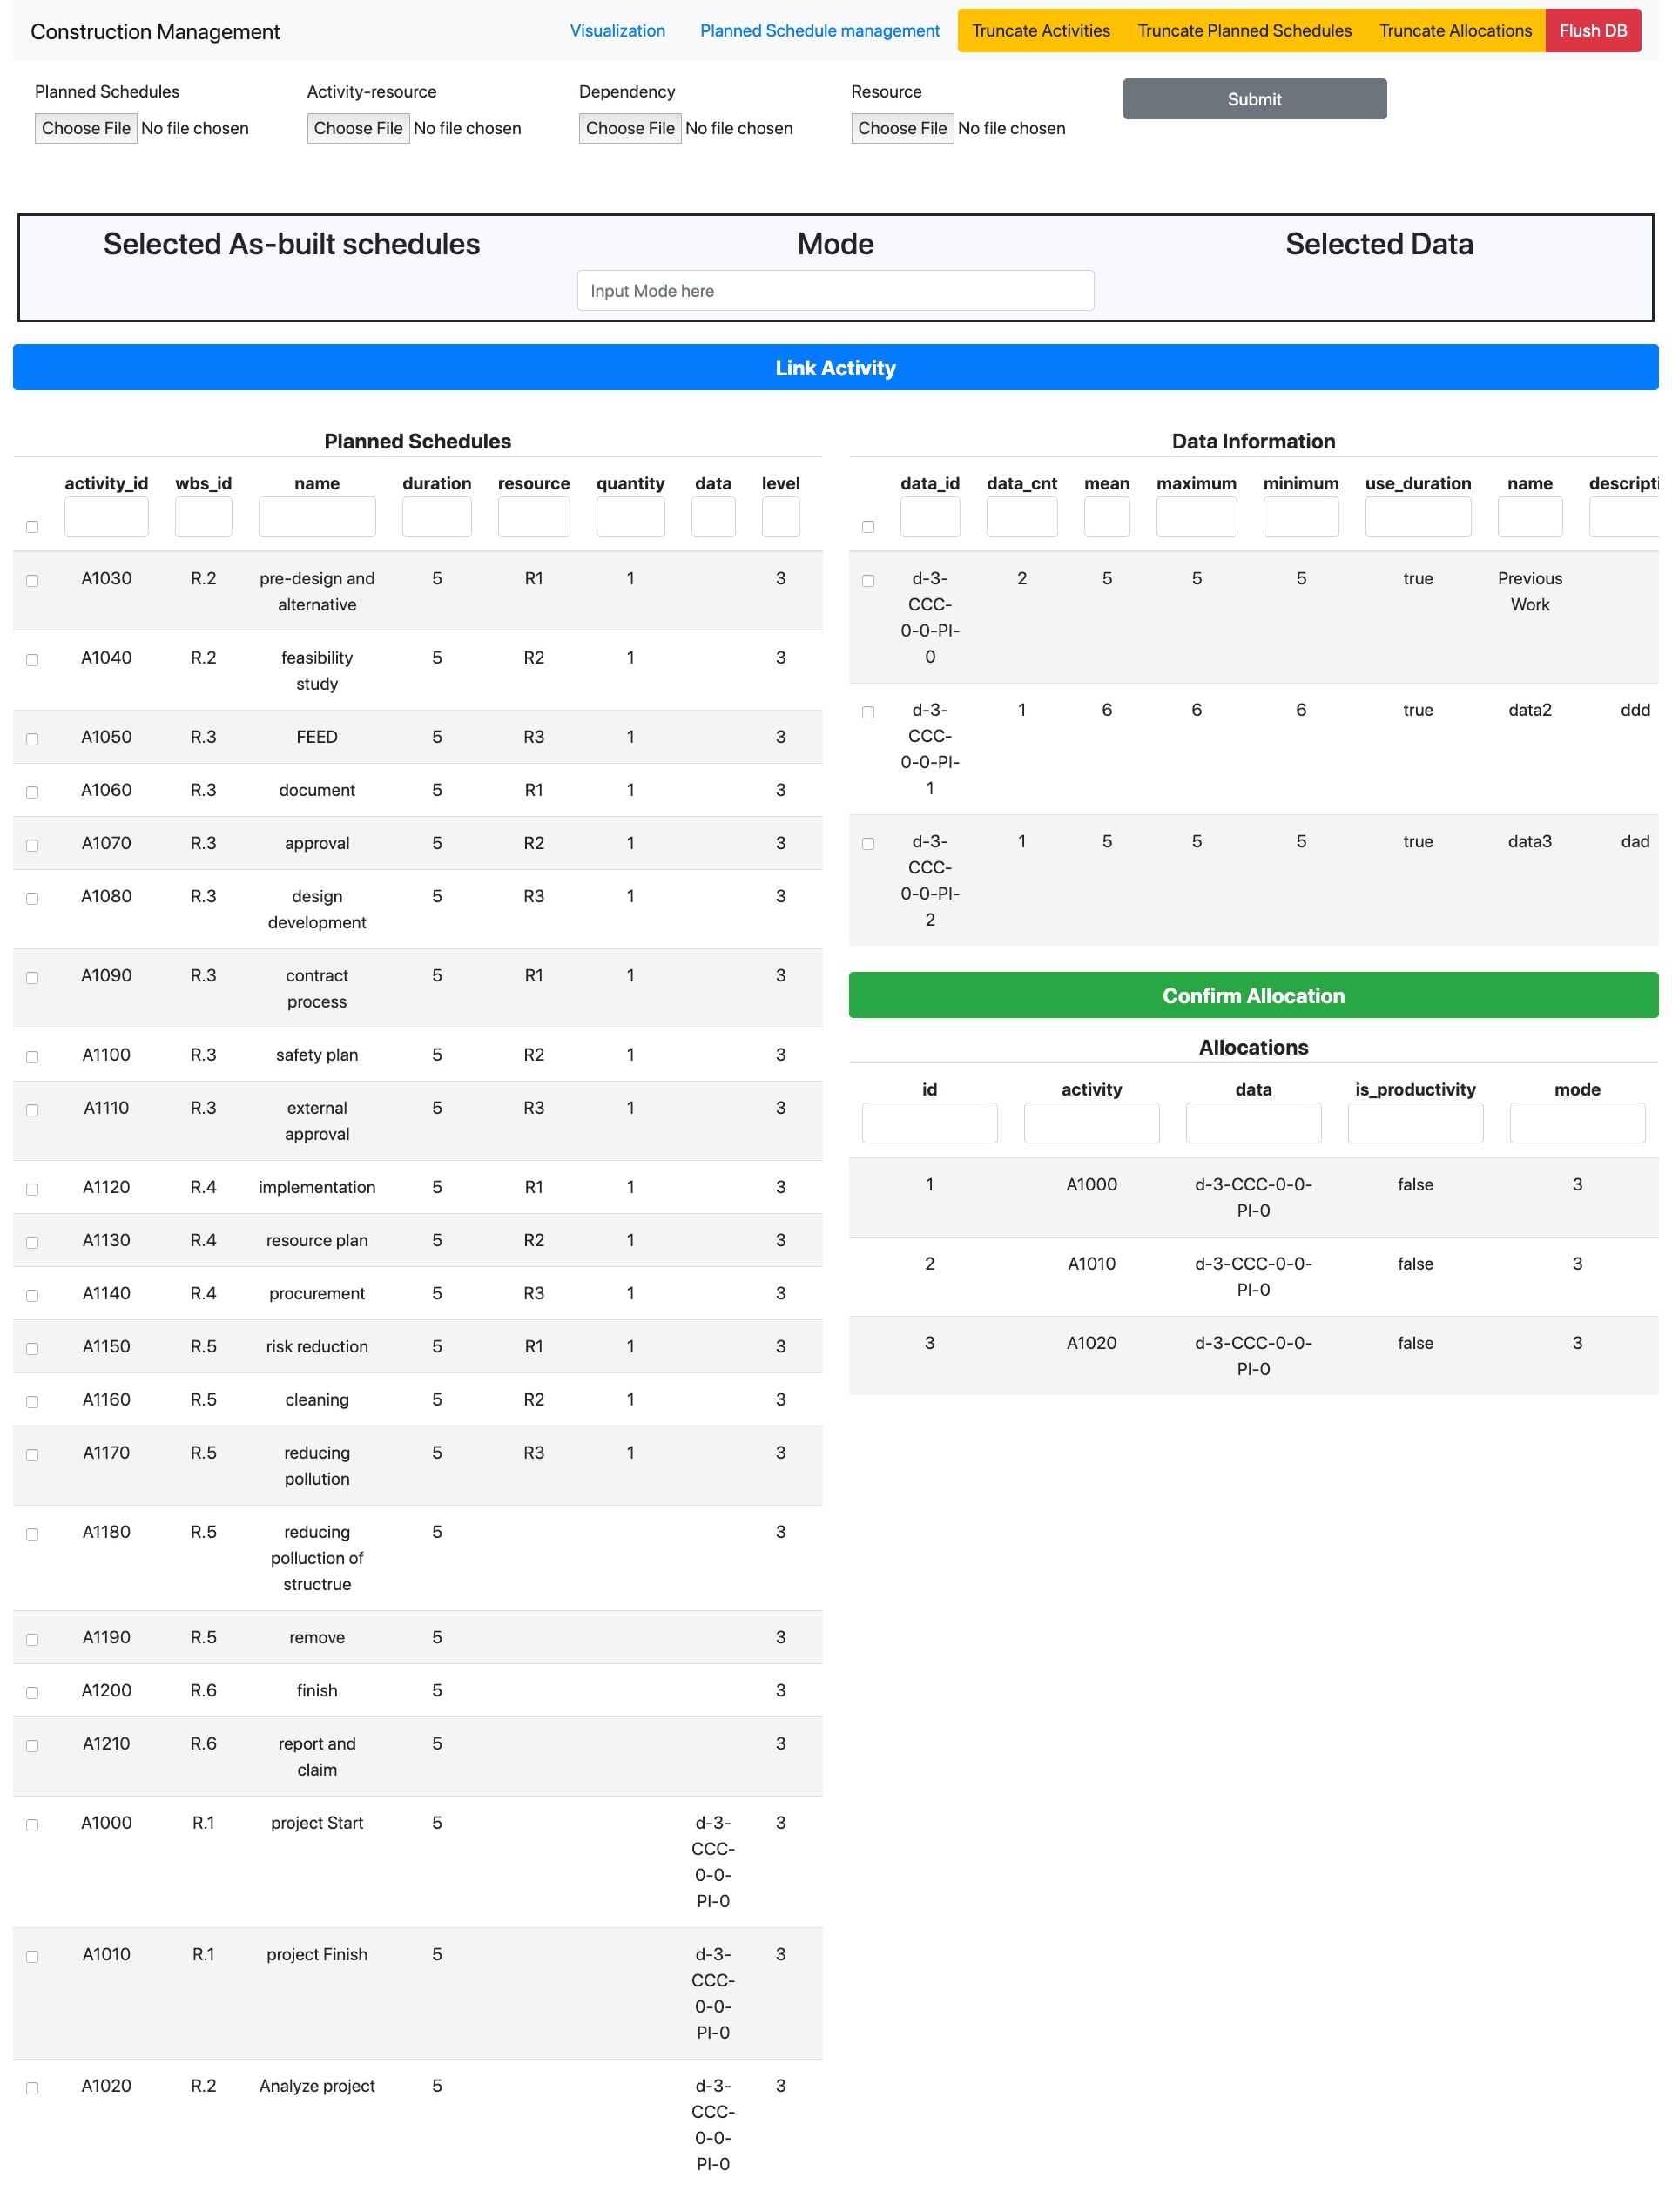 Construction Management
Visualization Planned Schedule management Truncate Activities Truncate Planned Schedules Truncate Allocations Flush DB
Planned Schedules Activity-resource Dependency Resource Submit
Choose File No file chosen Choose File No file chosen Choose File No file chosen Choose File No file chosen
Selected As-built schedules Mode Selected Data
Input Mode here
Link Activity
Planned Schedules
activity_id wbs_id name duration resource quantity data level
A1030 R.2 pre-design and 5 R1 1 3
alternative
A1040 R.2 feasibility 5 R2 1 3
study
A1050 R.3 FEED 5 R3 1 3
A1060 R.3 document 5 R1 1 3
A1070 R.3 approval 5 R2 1 3
A1080 R.3 design 5 R3 1 3
development
A1090 R.3 contract 5 R1 1 3
process
A1100 R.3 safety plan 5 R2 1 3
A1110 R.3 external 5 R3 1 3
approval
A1120 R.4 implementation 5 R1 1 3
A1130 R.4 resource plan 5 R2 1 3
A1140 R.4 procurement 5 R3 1 3
A1150 R.5 risk reduction 5 R1 1 3
A1160 R.5 cleaning 5 R2 1 3
A1170 R.5 reducing 5 R3 1 3
pollution
A1180 R.5 reducing 5 3
polluction of
structrue
A1190 R.5 remove 5 3
A1200 R.6 finish 5 3
A1210 R.6 report and 5 3
claim
A1000 R.1 project Start 5 d-3- 3
CCC-
0-0-
PI-0
A1010 R.1 project Finish 5 d-3- 3
CCC-
0-0-
PI-0
A1020 R.2 Analyze project 5 d-3- 3
CCC-
0-0-
PI-0
Data Information
data_id data_cnt mean maximum minimum use_duration name descripti
d-3- 2 5 5 5 true Previous
CCC- Work
0-0-PI-
0
d-3- 1 6 6 6 true data2 ddd
CCC-
0-0-PI-
1
d-3- 1 5 5 5 true data3 dad
CCC-
0-0-PI-
2
Confirm Allocation
Allocations
id activity data is_productivity mode
1 A1000 d-3-CCC-0-0- false 3
PI-0
2 A1010 d-3-CCC-0-0- false 3
PI-0
3 A1020 d-3-CCC-0-0- false 3
PI-0